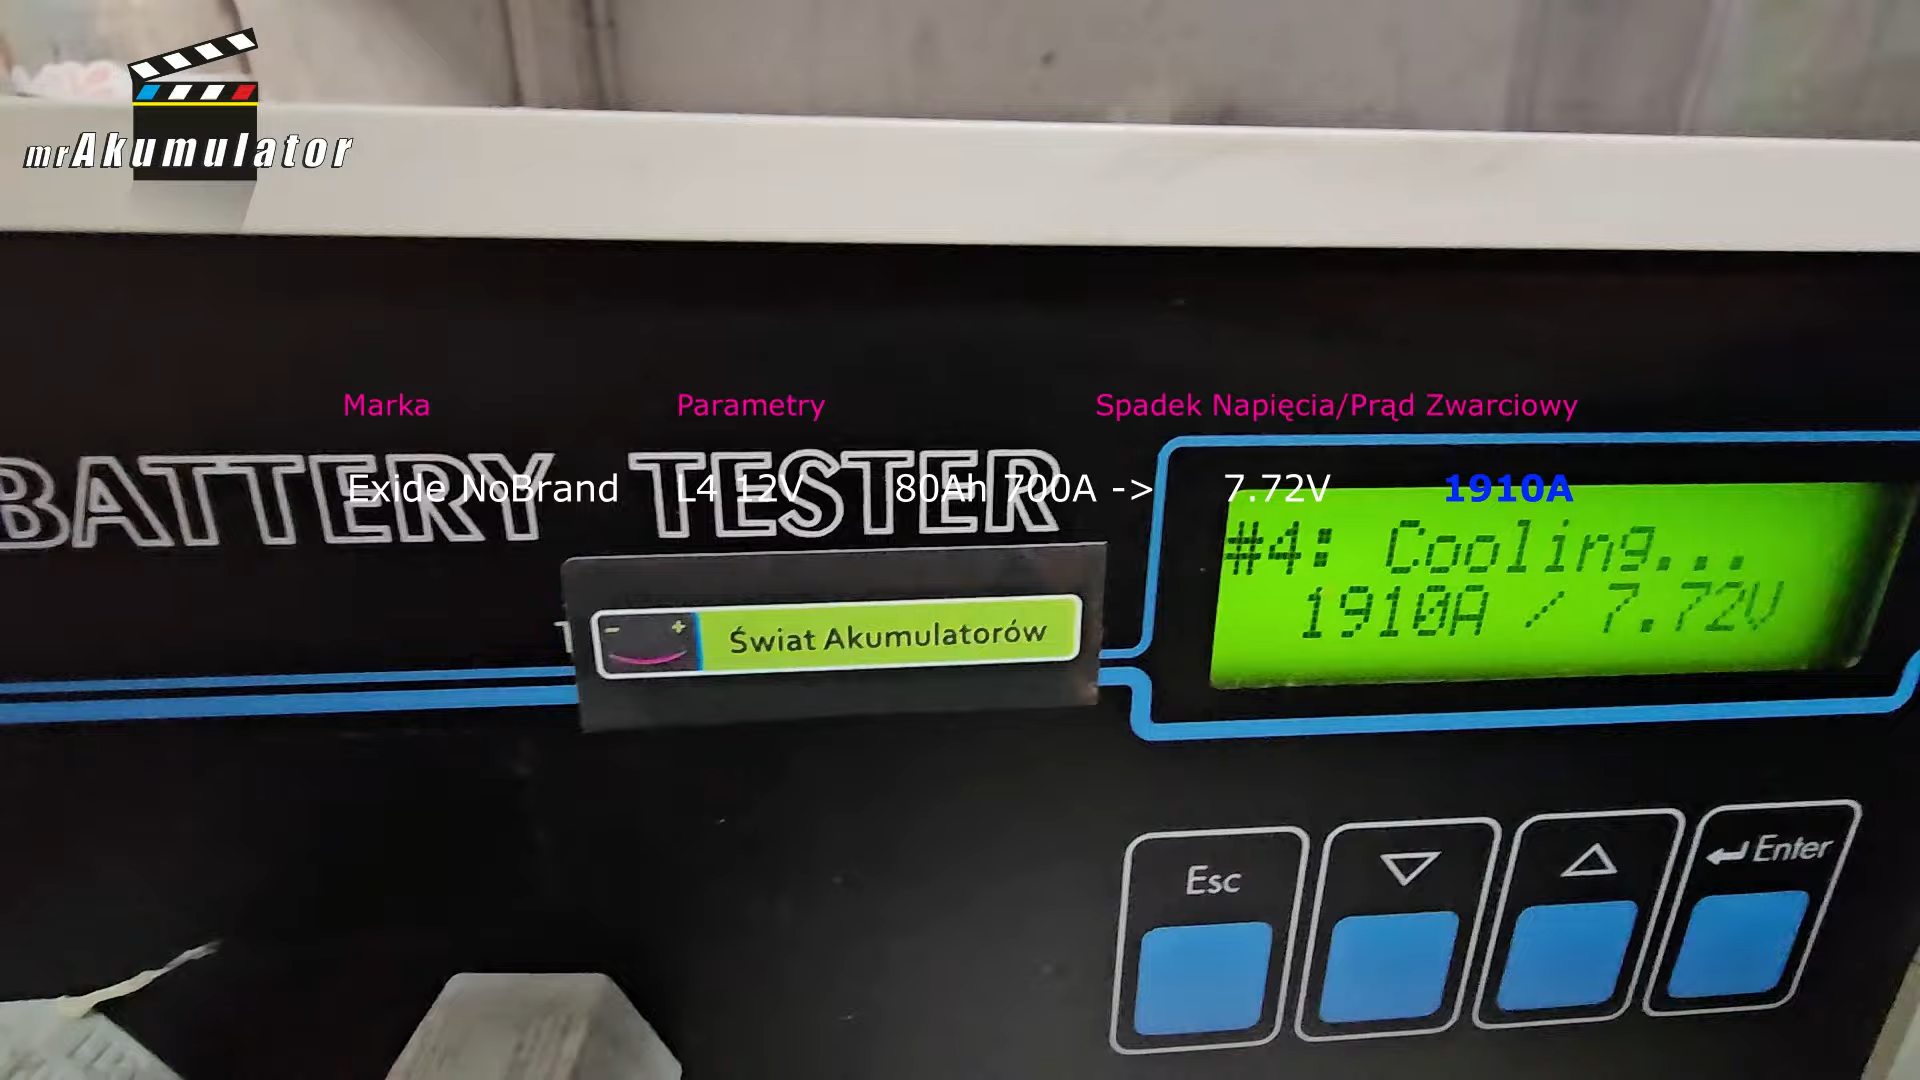 mrAkumulator
Marka Parametry Spadek Napięcia/Prąd Zwarciowy
Exide NoBrand L4 12V 80Ah 700A -> 7.72V 1910A
BATTERY TESTER
#4: Cooling...
1910A / 7.72V
- + Świat Akumulatorów
Esc ▽ △ ↵ Enter